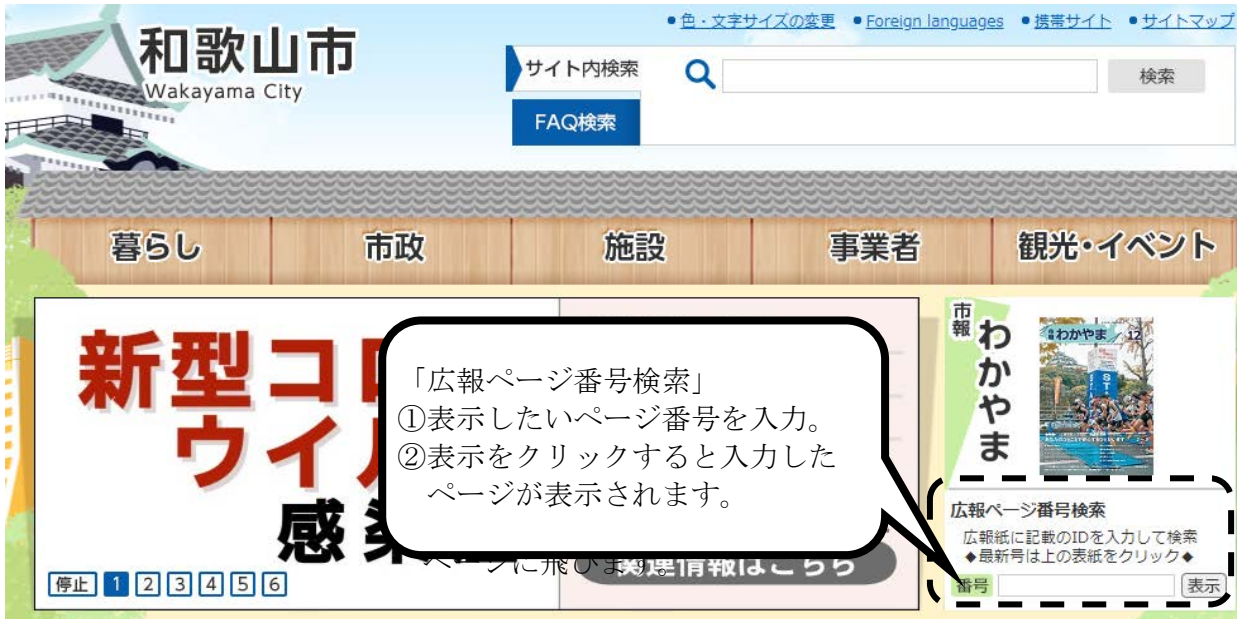 ●色・文字サイズの変更 ●Foreign languages ●携帯サイト ●サイトマップ
和歌山市
Wakayama City
サイト内検索
検索
FAQ検索
暮らし 市政 施設 事業者 観光・イベント
新型コロ
ウイル
感染
「広報ページ番号検索」
①表示したいページ番号を入力。
②表示をクリックすると入力した
ページが表示されます。
ページに飛びます。
関連情報はこちら
停止 1 2 3 4 5 6
市報
わかやま
わかやま 12
広報ページ番号検索
広報紙に記載のIDを入力して検索
◆最新号は上の表紙をクリック◆
番号 表示